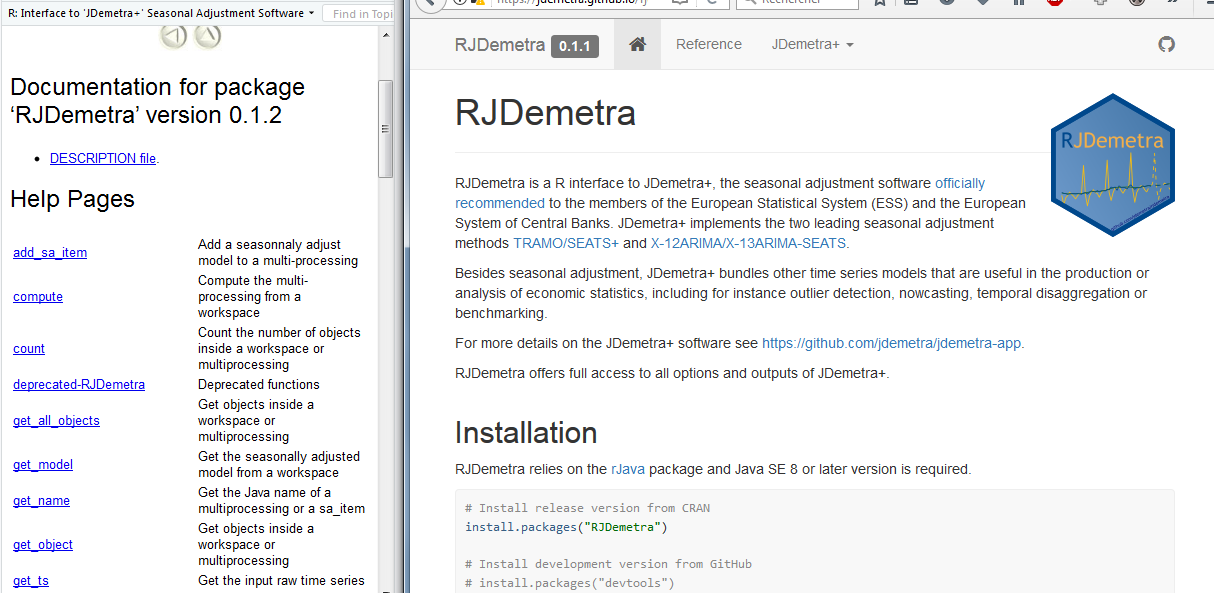 R: Interface to 'JDemetra+' Seasonal Adjustment Software
Find in Topi
Documentation for package
‘RJDemetra’ version 0.1.2
DESCRIPTION file.
Help Pages
add_sa_item Add a seasonnaly adjust
model to a multi-processing
compute Compute the multi-
processing from a
workspace
count Count the number of objects
inside a workspace or
multiprocessing
deprecated-RJDemetra Deprecated functions
get_all_objects Get objects inside a
workspace or
multiprocessing
get_model Get the seasonally adjusted
model from a workspace
get_name Get the Java name of a
multiprocessing or a sa_item
get_object Get objects inside a
workspace or
multiprocessing
get_ts Get the input raw time series
RJDemetra 0.1.1
Reference
JDemetra+
RJDemetra
RJDemetra
RJDemetra is a R interface to JDemetra+, the seasonal adjustment software officially
recommended to the members of the European Statistical System (ESS) and the European
System of Central Banks. JDemetra+ implements the two leading seasonal adjustment
methods TRAMO/SEATS+ and X-12ARIMA/X-13ARIMA-SEATS.
Besides seasonal adjustment, JDemetra+ bundles other time series models that are useful in the production or
analysis of economic statistics, including for instance outlier detection, nowcasting, temporal disaggregation or
benchmarking.
For more details on the JDemetra+ software see https://github.com/jdemetra/jdemetra-app.
RJDemetra offers full access to all options and outputs of JDemetra+.
Installation
RJDemetra relies on the rJava package and Java SE 8 or later version is required.
# Install release version from CRAN
install.packages("RJDemetra")
# Install development version from GitHub
# install.packages("devtools")